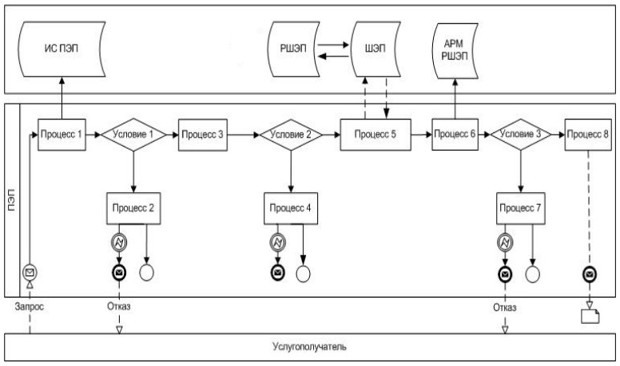 ИС ПЭП
РШЭП
ШЭП
АРМ
РШЭП
ПЭП
Процесс 1
Условие 1
Процесс 3
Условие 2
Процесс 5
Процесс 6
Условие 3
Процесс 8
Процесс 2
Процесс 4
Процесс 7
Запрос
Отказ
Отказ
Услугополучатель